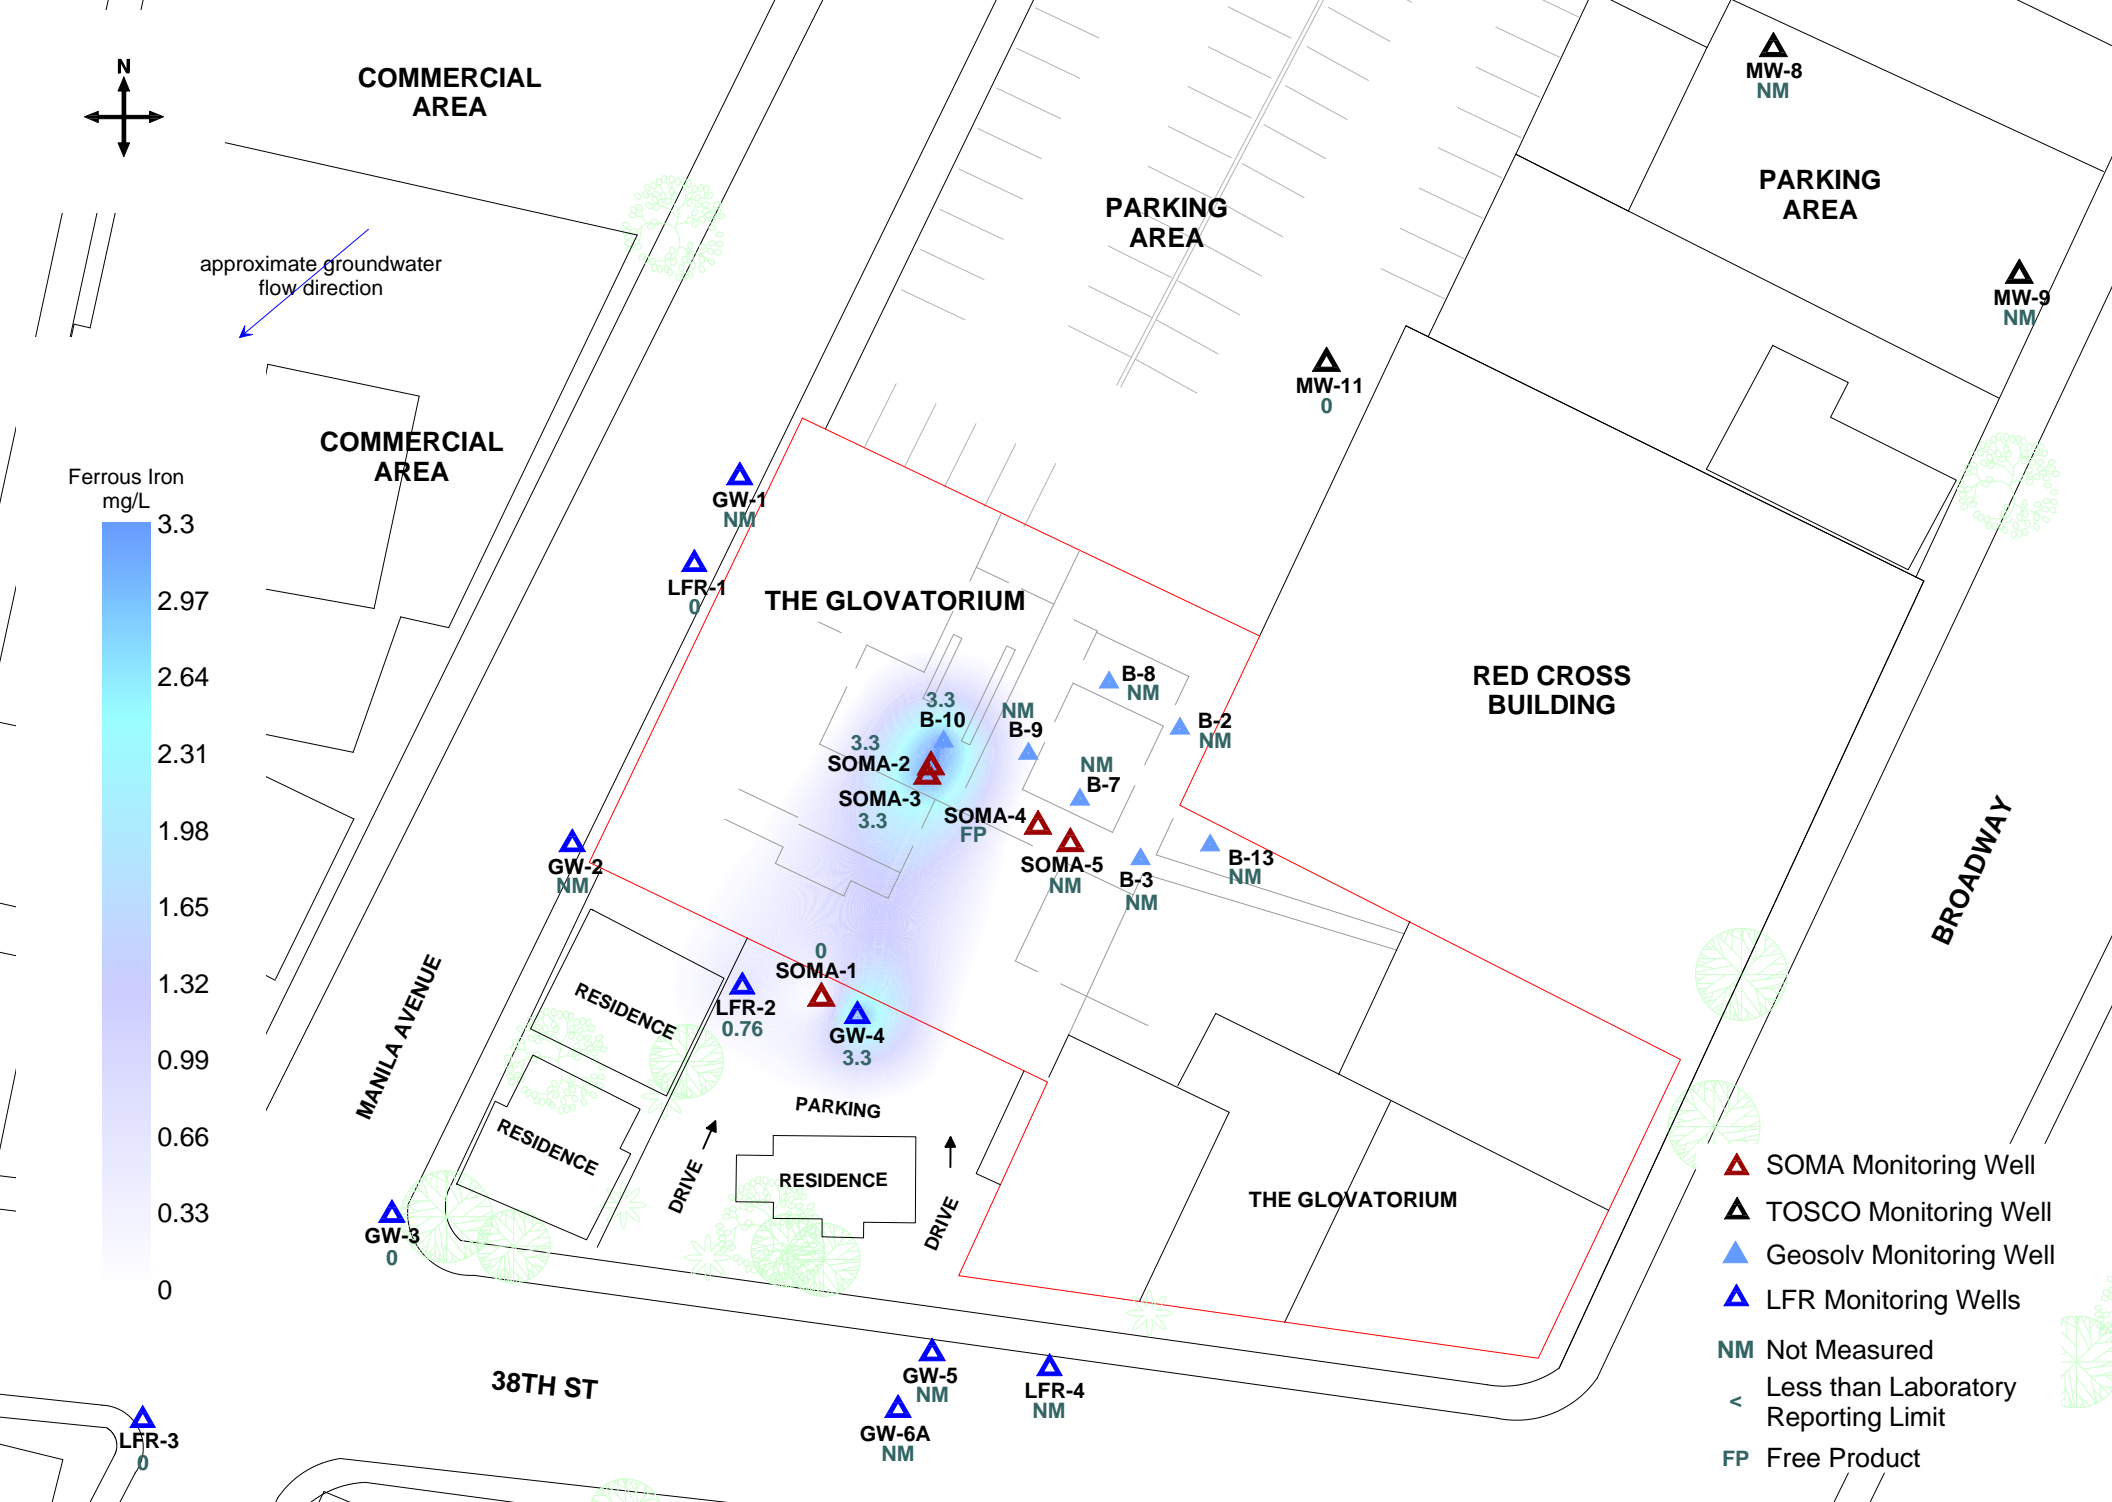 N
COMMERCIAL
AREA
MW-8
NM
PARKING
AREA
PARKING
AREA
approximate groundwater
flow direction
MW-9
NM
MW-11
0
COMMERCIAL
AREA
Ferrous Iron
mg/L
3.3
2.97
2.64
2.31
1.98
1.65
1.32
0.99
0.66
0.33
0
GW-1
NM
LFR-1
0
THE GLOVATORIUM
RED CROSS
BUILDING
B-8
NM
3.3
B-10
NM
B-9
B-2
NM
3.3
SOMA-2
NM
B-7
SOMA-3
3.3
SOMA-4
FP
SOMA-5
NM
B-3
NM
B-13
NM
GW-2
NM
BROADWAY
MANILA AVENUE
RESIDENCE
0
SOMA-1
LFR-2
0.76
GW-4
3.3
PARKING
RESIDENCE
DRIVE
RESIDENCE
DRIVE
THE GLOVATORIUM
GW-3
0
38TH ST
GW-5
NM
LFR-4
NM
GW-6A
NM
LFR-3
0
SOMA Monitoring Well
TOSCO Monitoring Well
Geosolv Monitoring Well
LFR Monitoring Wells
NM Not Measured
< Less than Laboratory
Reporting Limit
FP Free Product